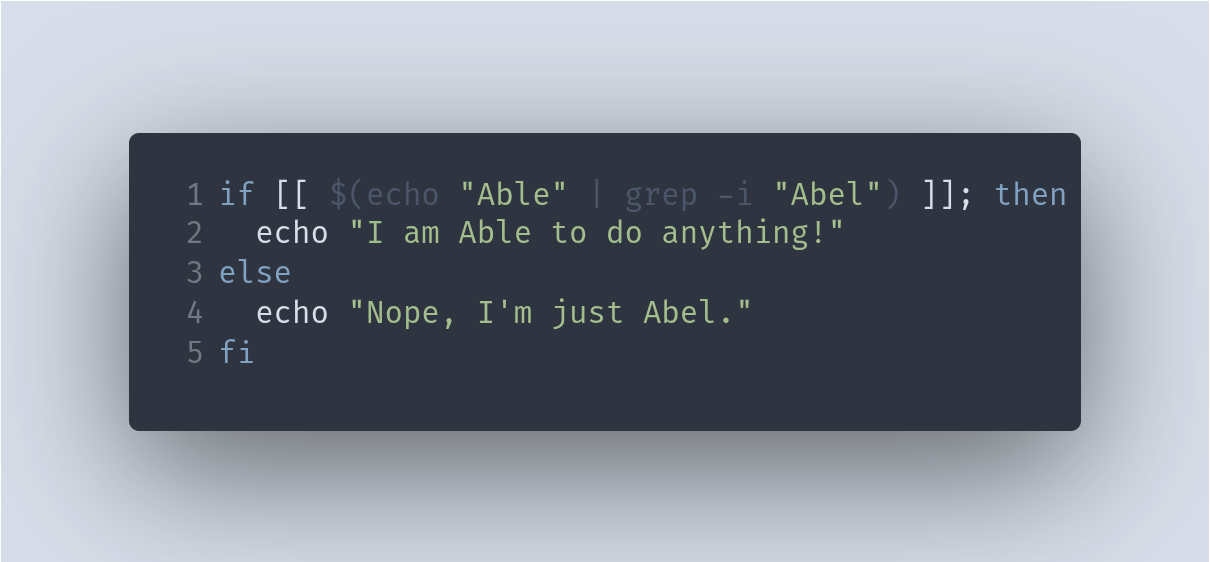 1 if [[ $(echo "Able" | grep -i "Abel") ]]; then
2   echo "I am Able to do anything!"
3 else
4   echo "Nope, I'm just Abel."
5 fi